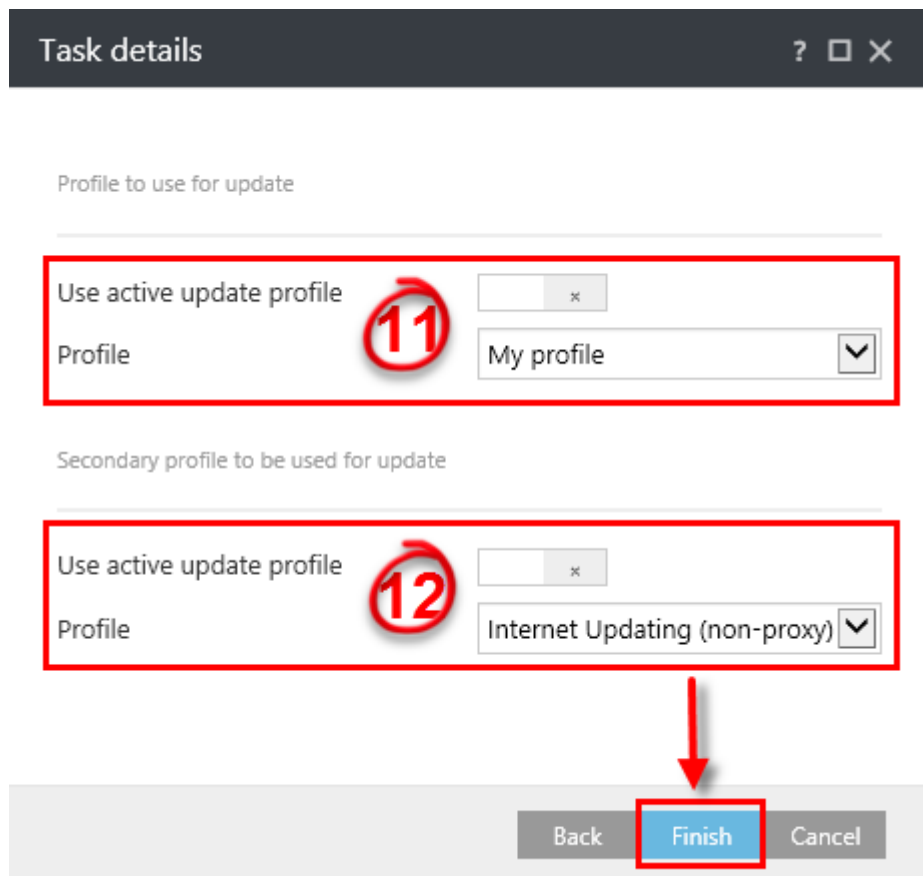 Task details ?
Profile to use for update
Use active update profile x
11
Profile My profile
Secondary profile to be used for update
Use active update profile x
12
Profile Internet Updating (non-proxy)
Back Finish Cancel